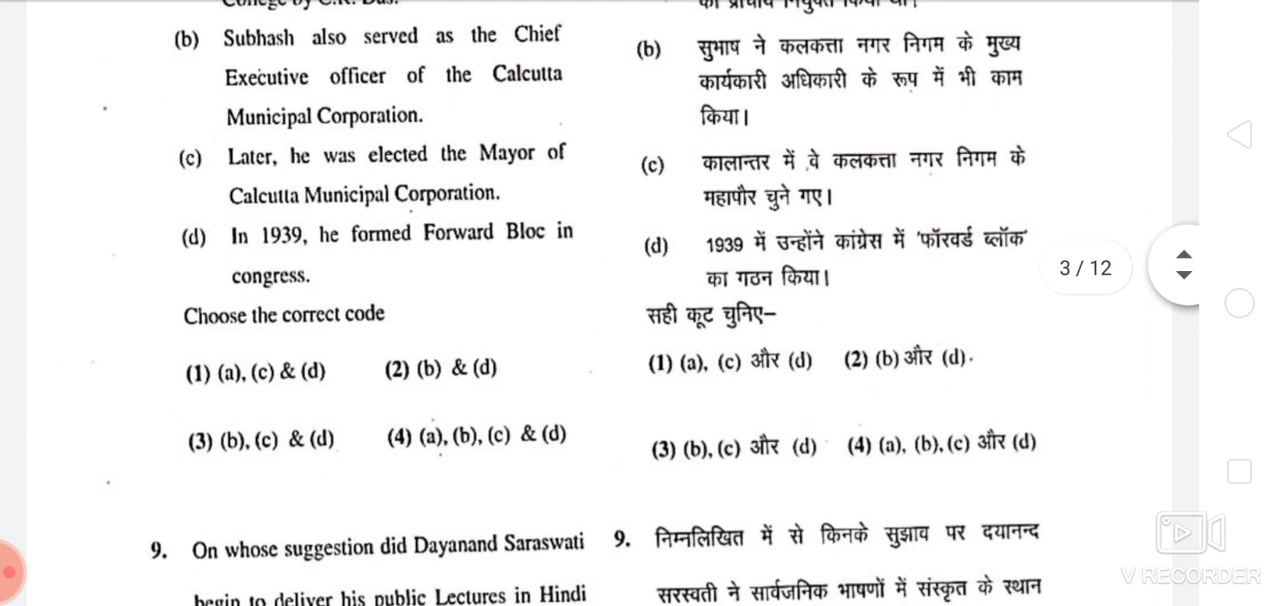 (b) Subhash also served as the Chief
Executive officer of the Calcutta
Municipal Corporation.
(c) Later, he was elected the Mayor of
Calcutta Municipal Corporation.
(d) In 1939, he formed Forward Bloc in
congress.
Choose the correct code
(1) (a), (c) & (d) (2) (b) & (d)
(3) (b), (c) & (d) (4) (a), (b), (c) & (d)
9. On whose suggestion did Dayanand Saraswati
begin to deliver his public Lectures in Hindi
(b) सुभाष ने कलकत्ता नगर निगम के मुख्य
कार्यकारी अधिकारी के रूप में भी काम
किया।
(c) कालान्तर में वे कलकत्ता नगर निगम के
महापौर चुने गए।
(d) 1939 में उन्होंने कांग्रेस में 'फॉरवर्ड ब्लॉक'
का गठन किया।
सही कूट चुनिए–
(1) (a), (c) और (d) (2) (b) और (d).
(3) (b), (c) और (d) (4) (a), (b), (c) और (d)
9. निम्नलिखित में से किनके सुझाव पर दयानन्द
सरस्वती ने सार्वजनिक भाषणों में संस्कृत के स्थान
3 / 12
V RECORDER